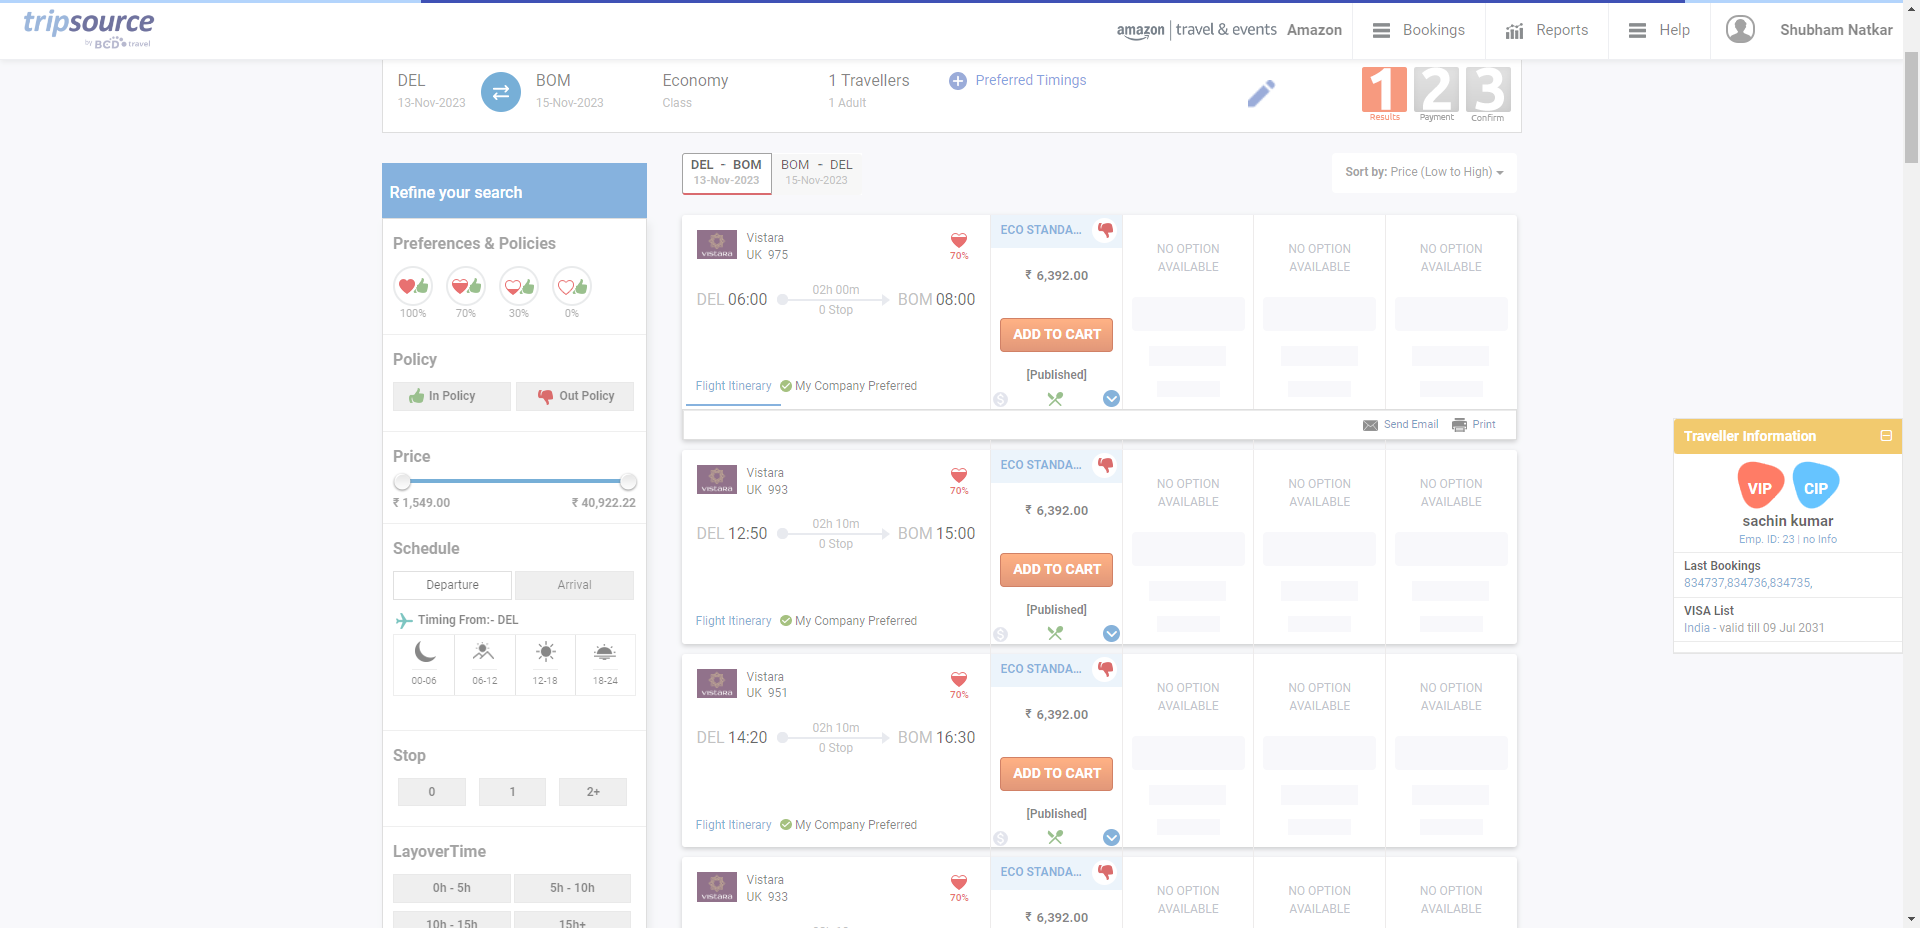 tripsource
by BCD travel
amazon | travel & events Amazon
Bookings
Reports
Help
Shubham Natkar
DEL
13-Nov-2023
BOM
15-Nov-2023
Economy
Class
1 Travellers
1 Adult
Preferred Timings
1 2 3
Results Payment Confirm
Refine your search
Preferences & Policies
100% 70% 30% 0%
Policy
In Policy Out Policy
Price
₹ 1,549.00 ₹ 40,922.22
Schedule
Departure Arrival
Timing From:- DEL
00-06 06-12 12-18 18-24
Stop
0 1 2+
LayoverTime
0h - 5h 5h - 10h
10h - 15h 15h+
DEL - BOM
13-Nov-2023
BOM - DEL
15-Nov-2023
Sort by: Price (Low to High)
VISTARA
Vistara
UK 975
70%
DEL 06:00
02h 00m
0 Stop
BOM 08:00
Flight Itinerary
My Company Preferred
ECO STANDA...
₹ 6,392.00
ADD TO CART
[Published]
NO OPTION AVAILABLE
NO OPTION AVAILABLE
NO OPTION AVAILABLE
Send Email Print
VISTARA
Vistara
UK 993
70%
DEL 12:50
02h 10m
0 Stop
BOM 15:00
Flight Itinerary
My Company Preferred
ECO STANDA...
₹ 6,392.00
ADD TO CART
[Published]
NO OPTION AVAILABLE
NO OPTION AVAILABLE
NO OPTION AVAILABLE
VISTARA
Vistara
UK 951
70%
DEL 14:20
02h 10m
0 Stop
BOM 16:30
Flight Itinerary
My Company Preferred
ECO STANDA...
₹ 6,392.00
ADD TO CART
[Published]
NO OPTION AVAILABLE
NO OPTION AVAILABLE
NO OPTION AVAILABLE
VISTARA
Vistara
UK 933
70%
ECO STANDA...
₹ 6,392.00
NO OPTION AVAILABLE
NO OPTION AVAILABLE
NO OPTION AVAILABLE
Traveller Information
VIP CIP
sachin kumar
Emp. ID: 23 | no info
Last Bookings
834737,834736,834735,
VISA List
India - valid till 09 Jul 2031